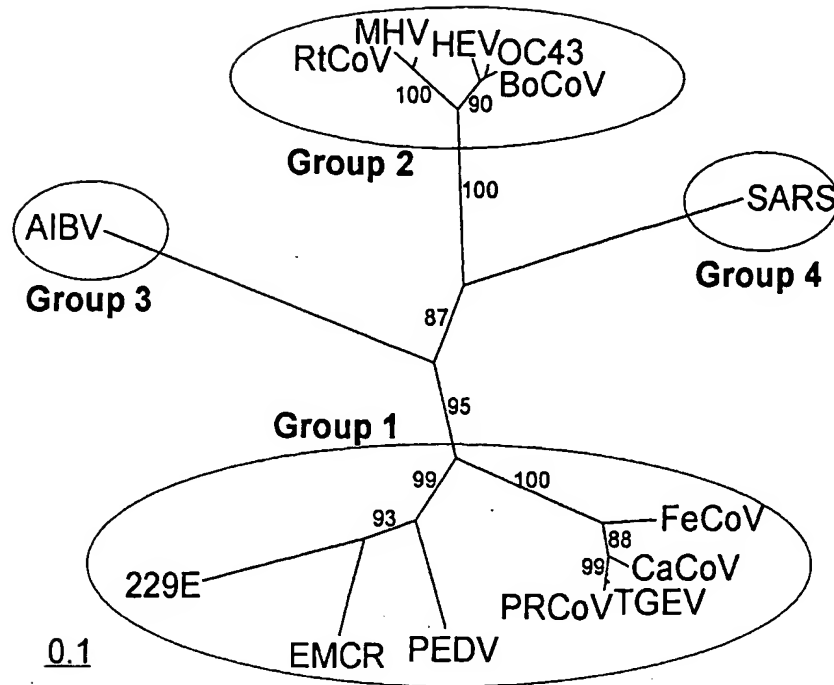 MHV
HEV
OC43
RtCoV
BoCoV
100
90
Group 2
100
SARS
AIBV
Group 4
Group 3
87
95
Group 1
99
100
93
FeCoV
88
99
CaCoV
229E
PRCoV
TGEV
EMCR
PEDV
0.1